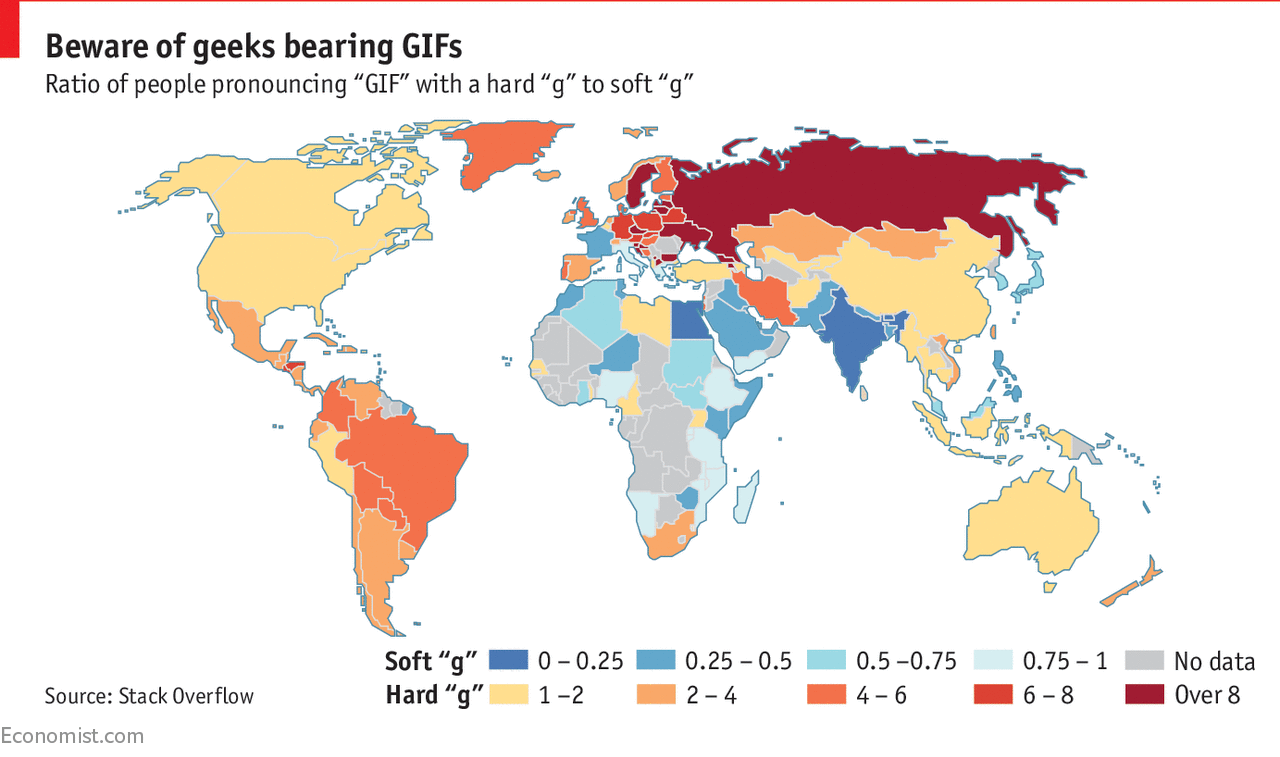 Beware of geeks bearing GIFs
Ratio of people pronouncing “GIF” with a hard “g” to soft “g”
Soft “g” 0 – 0.25 0.25 – 0.5 0.5 –0.75 0.75 – 1 No data
Source: Stack Overflow Hard “g” 1 –2 2 – 4 4 – 6 6 – 8 Over 8
Economist.com